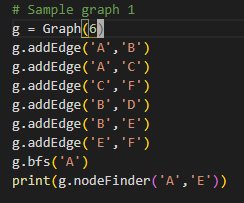 # Sample graph 1
g = Graph(6)
g.addEdge('A','B')
g.addEdge('A','C')
g.addEdge('C','F')
g.addEdge('B','D')
g.addEdge('B','E')
g.addEdge('E','F')
g.bfs('A')
print(g.nodeFinder('A','E'))